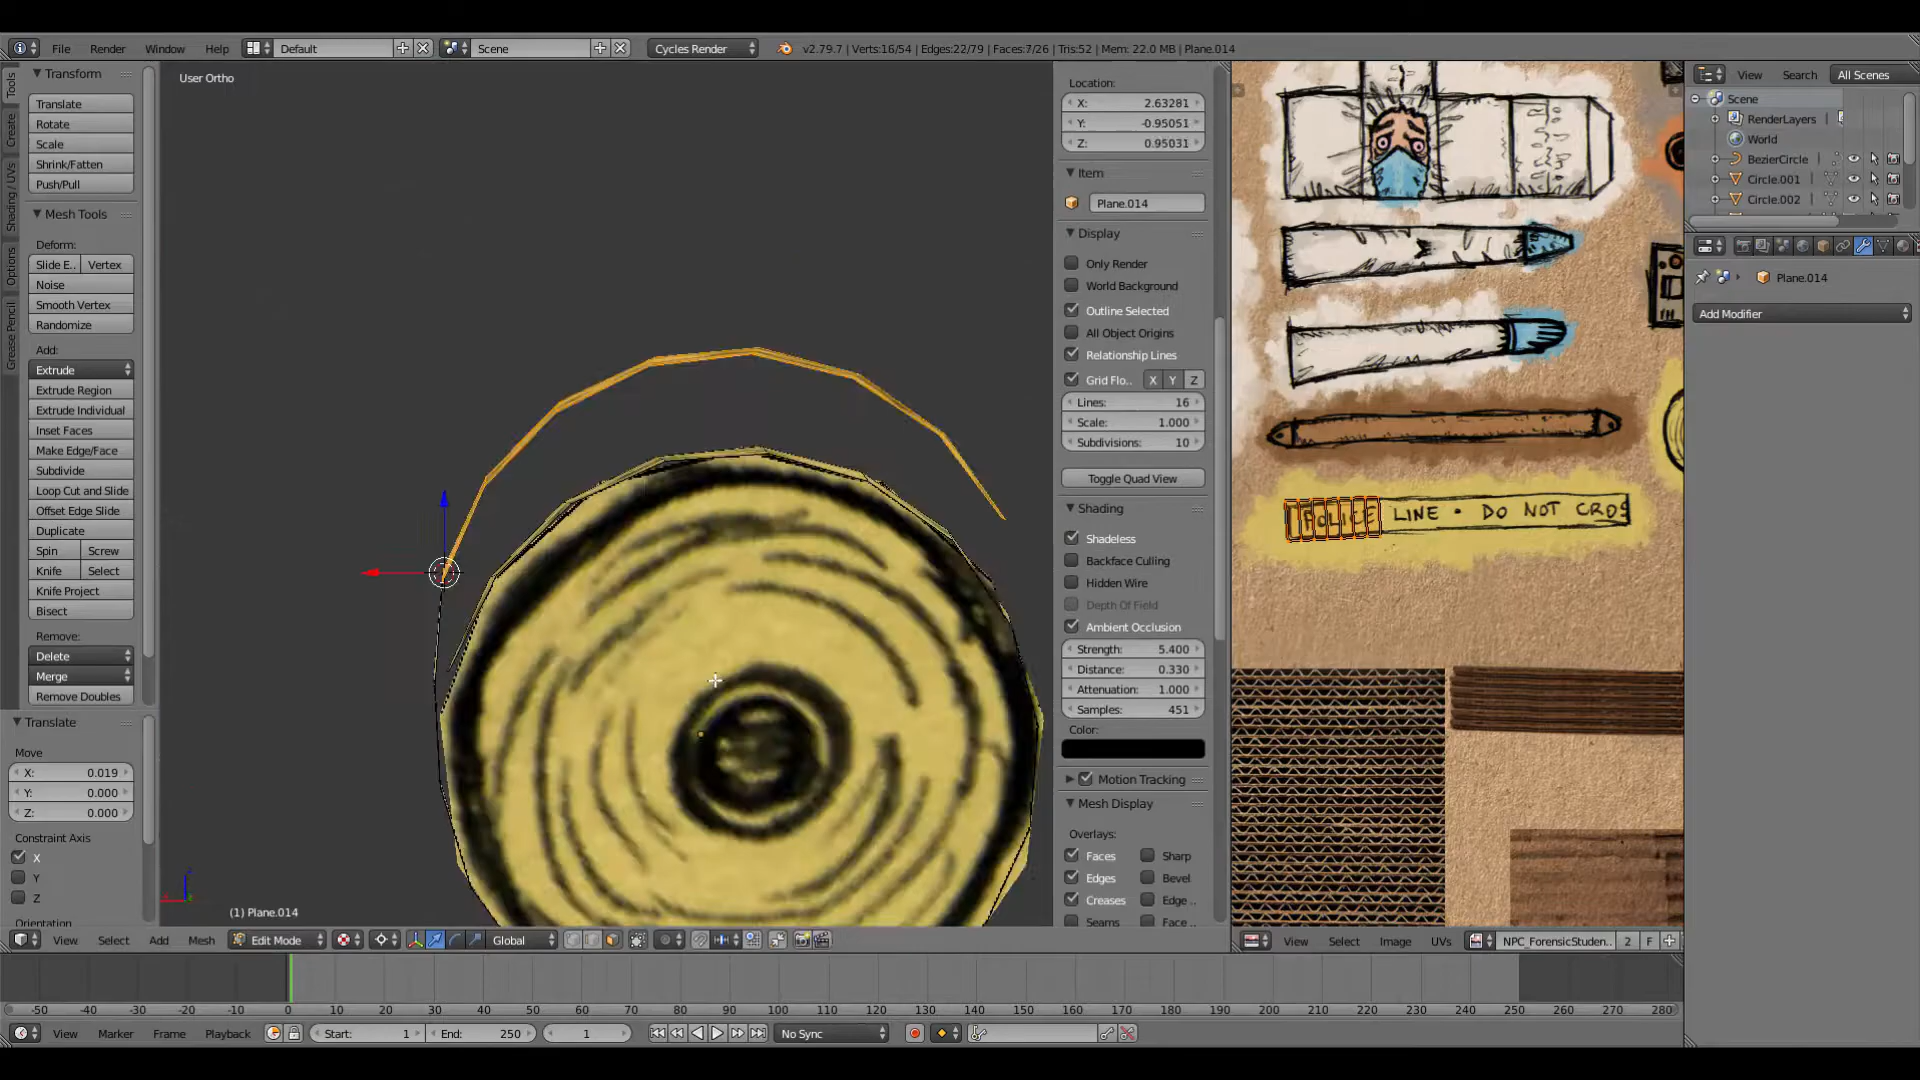 File Render Window Help Default Scene Cycles Render v2.79.7 | Verts:16/54 | Edges:22/79 | Faces:7/26 | Tris:52 | Mem: 22.0 MB | Plane.014
Tools
Create
Shading / UVs
Options
Grease Pencil
Transform
Translate
Rotate
Scale
Shrink/Fatten
Push/Pull
Mesh Tools
Deform:
Slide E.. Vertex
Noise
Smooth Vertex
Randomize
Add:
Extrude
Extrude Region
Extrude Individual
Inset Faces
Make Edge/Face
Subdivide
Loop Cut and Slide
Offset Edge Slide
Duplicate
Spin Screw
Knife Select
Knife Project
Bisect
Remove:
Delete
Merge
Remove Doubles
Translate
Move
X: 0.019
Y: 0.000
Z: 0.000
Constraint Axis
X
Y
Z
Orientation
User Ortho
(1) Plane.014
Location:
X: 2.63281
Y: -0.95051
Z: 0.95031
Item
Plane.014
Display
Only Render
World Background
Outline Selected
All Object Origins
Relationship Lines
Grid Flo.. X Y Z
Lines: 16
Scale: 1.000
Subdivisions: 10
Toggle Quad View
Shading
Shadeless
Backface Culling
Hidden Wire
Depth Of Field
Ambient Occlusion
Strength: 5.400
Distance: 0.330
Attenuation: 1.000
Samples: 451
Color:
Motion Tracking
Mesh Display
Overlays:
Faces Sharp
Edges Bevel
Creases Edge ..
Seams Face ..
POLICE LINE • DO NOT CROS
View Search All Scenes
Scene
RenderLayers
World
BezierCircle
Circle.001
Circle.002
Plane.014
Add Modifier
View Select Add Mesh Edit Mode Global
View Select Image UVs NPC_ForensicStuden.. 2 F
-50 -40 -30 -20 -10 0 10 20 30 40 50 60 70 80 90 100 110 120 130 140 150 160 170 180 190 200 210 220 230 240 250 260 270 280
View Marker Frame Playback Start: 1 End: 250 1 No Sync